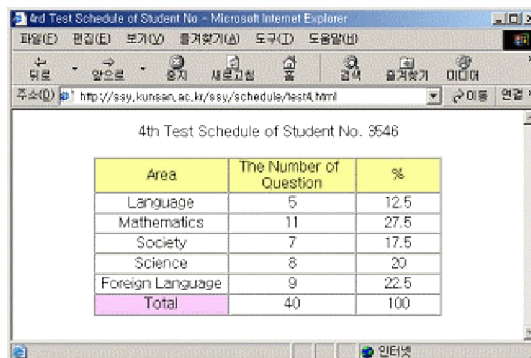 4rd Test Schedule of Student No - Microsoft Internet Explorer
파일(F) 편집(E) 보기(V) 즐겨찾기(A) 도구(T) 도움말(H)
뒤로 앞으로 중지 새로고침 홈 검색 즐겨찾기 미디어
주소(D) http://ssy.kunsan.ac.kr/ssy/schedule/test4.html 이동 연결
4th Test Schedule of Student No. 3546
Area The Number of Question %
Language 5 12.5
Mathematics 11 27.5
Society 7 17.5
Science 8 20
Foreign Language 9 22.5
Total 40 100
인터넷